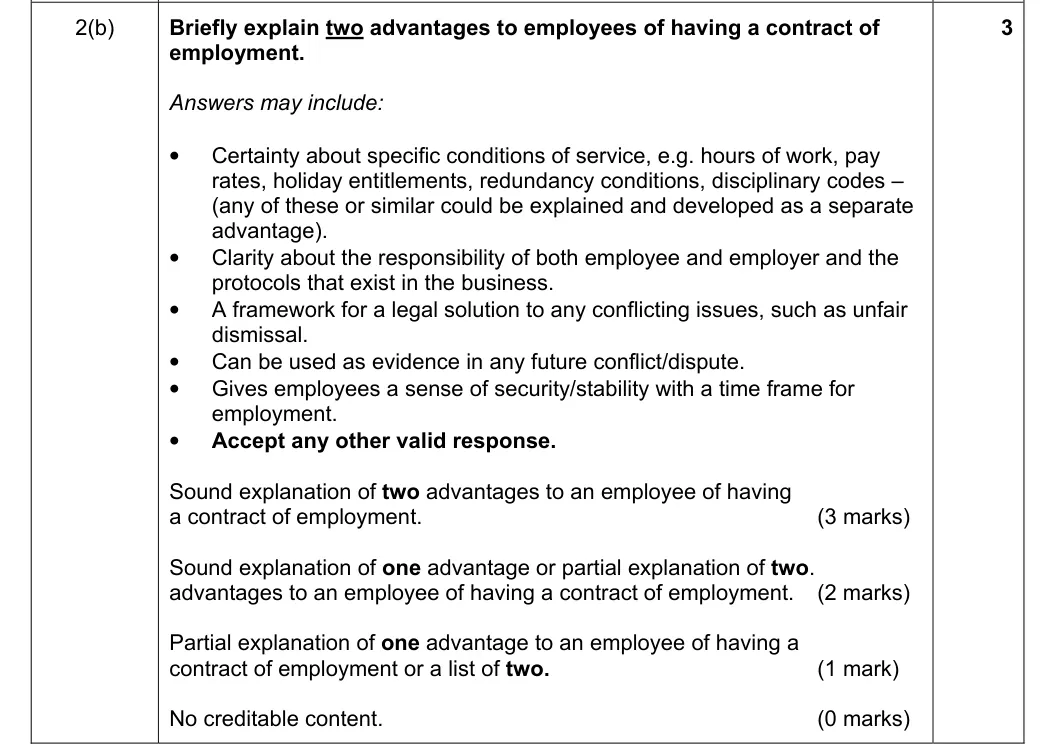 2(b) Briefly explain two advantages to employees of having a contract of 3
employment.
Answers may include:
• Certainty about specific conditions of service, e.g. hours of work, pay
rates, holiday entitlements, redundancy conditions, disciplinary codes –
(any of these or similar could be explained and developed as a separate
advantage).
• Clarity about the responsibility of both employee and employer and the
protocols that exist in the business.
• A framework for a legal solution to any conflicting issues, such as unfair
dismissal.
• Can be used as evidence in any future conflict/dispute.
• Gives employees a sense of security/stability with a time frame for
employment.
• Accept any other valid response.
Sound explanation of two advantages to an employee of having
a contract of employment. (3 marks)
Sound explanation of one advantage or partial explanation of two.
advantages to an employee of having a contract of employment. (2 marks)
Partial explanation of one advantage to an employee of having a
contract of employment or a list of two. (1 mark)
No creditable content. (0 marks)